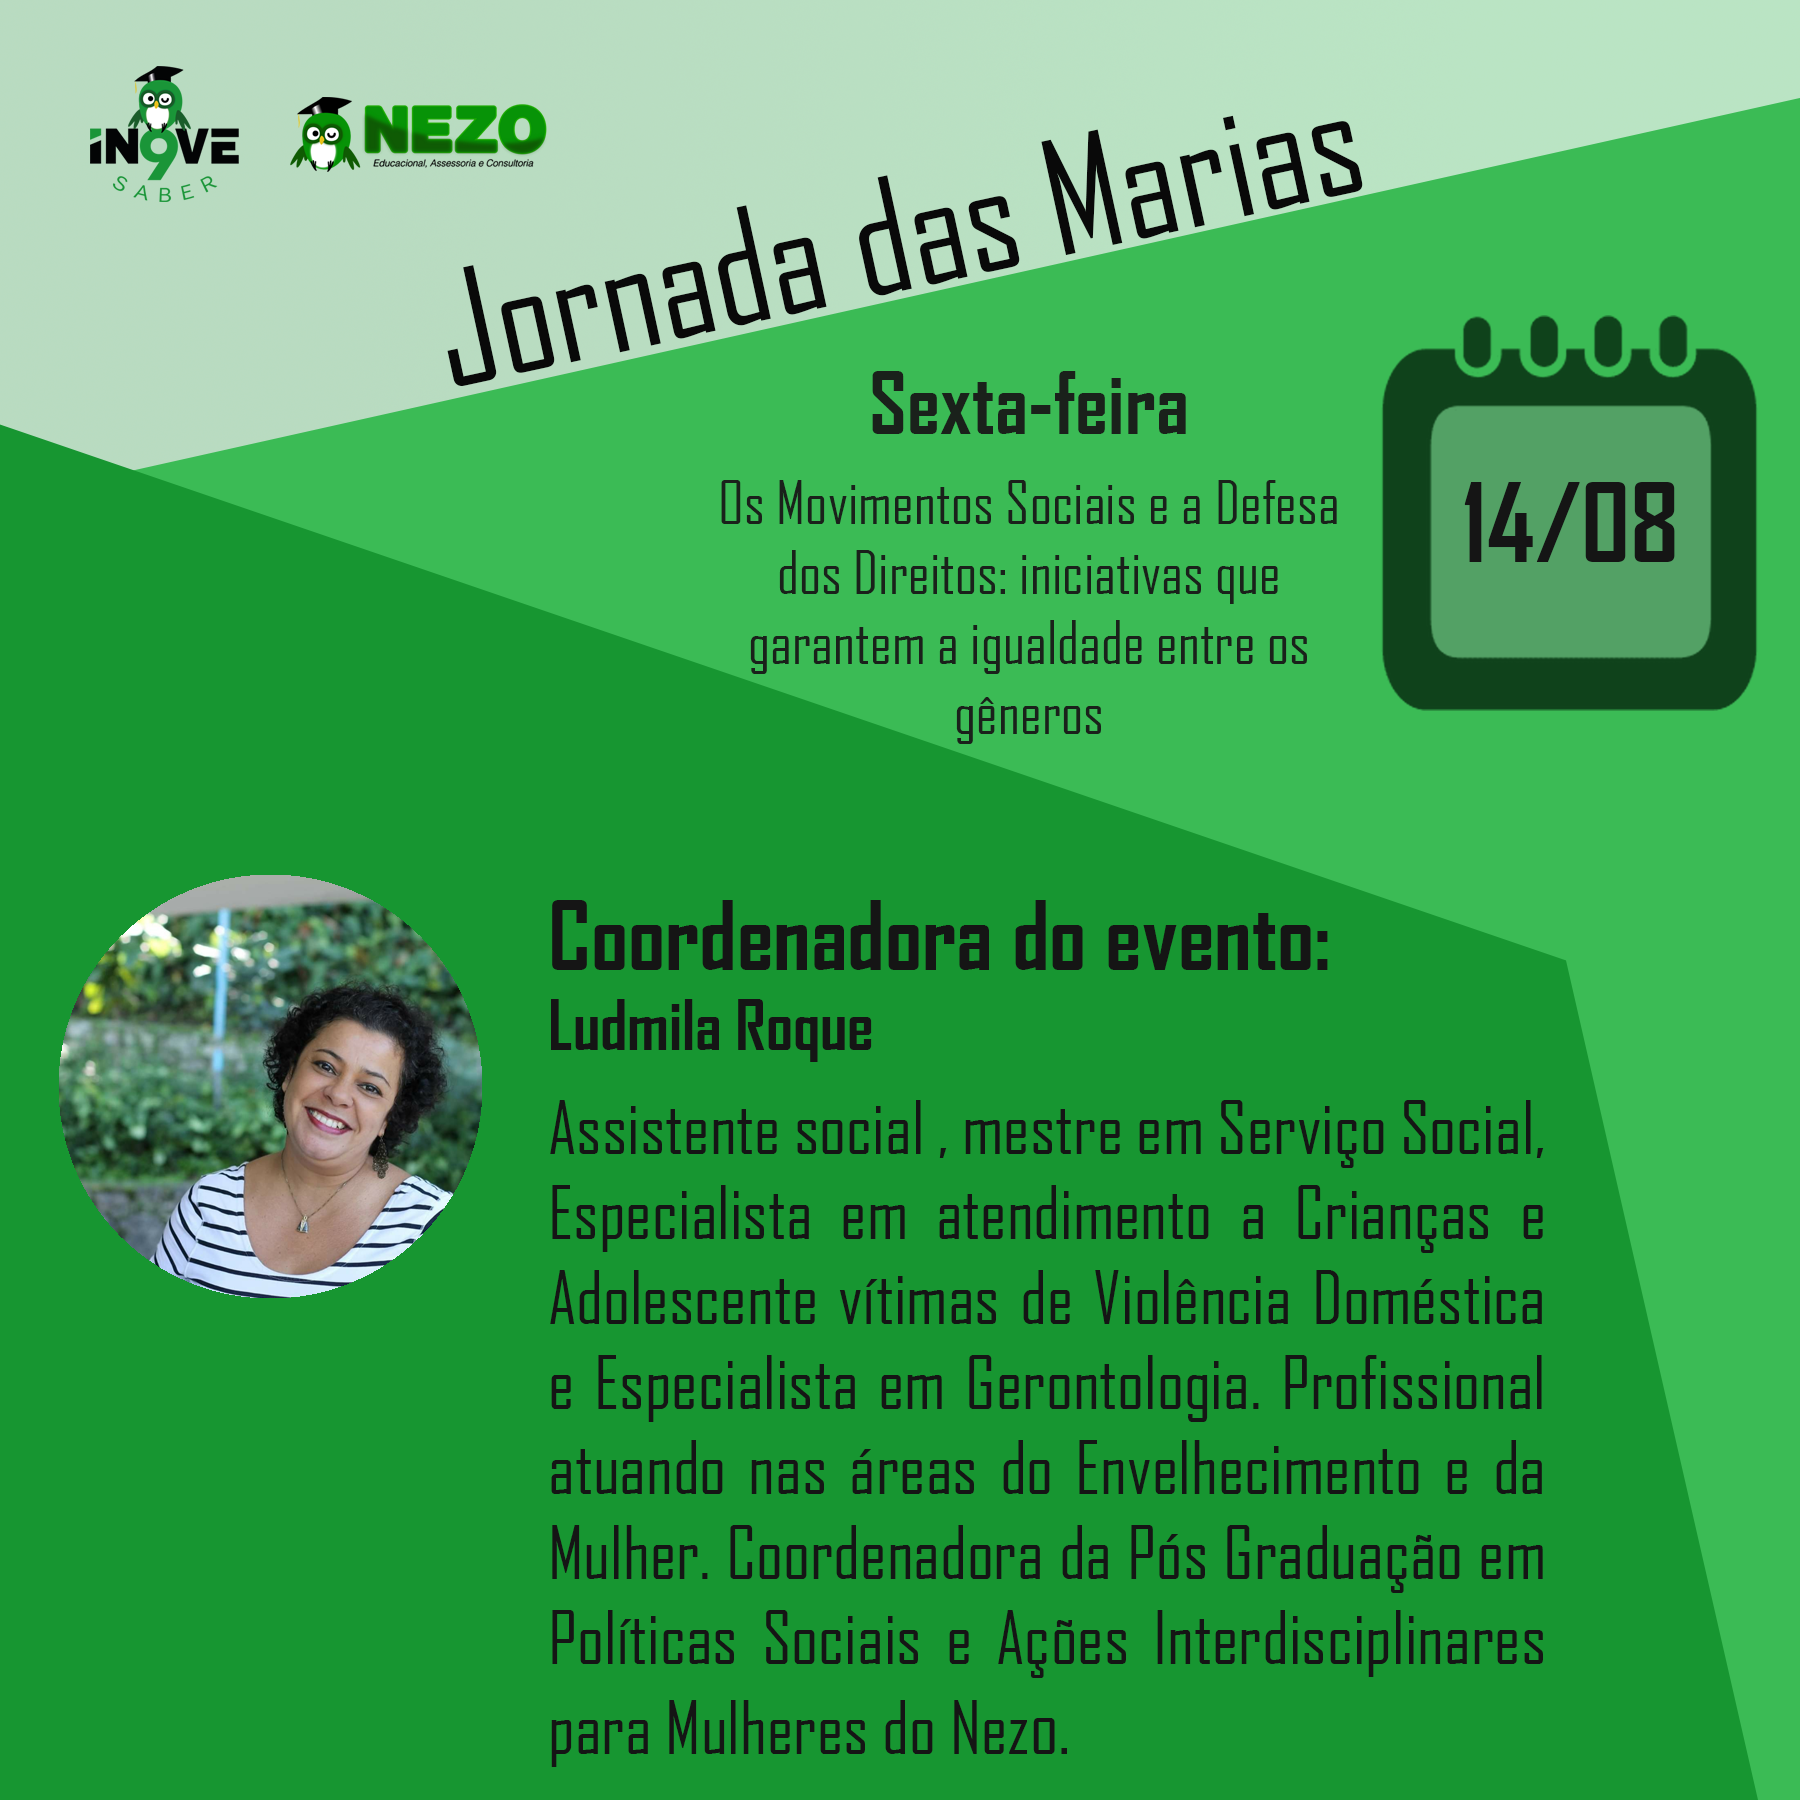 iN9VE
SABER
NEZO
Educacional, Assessoria e Consultoria
Jornada das Marias
Sexta-feira
Os Movimentos Sociais e a Defesa
dos Direitos: iniciativas que
garantem a igualdade entre os
gêneros
14/08
Coordenadora do evento:
Ludmila Roque
Assistente social , mestre em Serviço Social,
Especialista em atendimento a Crianças e
Adolescente vítimas de Violência Doméstica
e Especialista em Gerontologia. Profissional
atuando nas áreas do Envelhecimento e da
Mulher. Coordenadora da Pós Graduação em
Políticas Sociais e Ações Interdisciplinares
para Mulheres do Nezo.